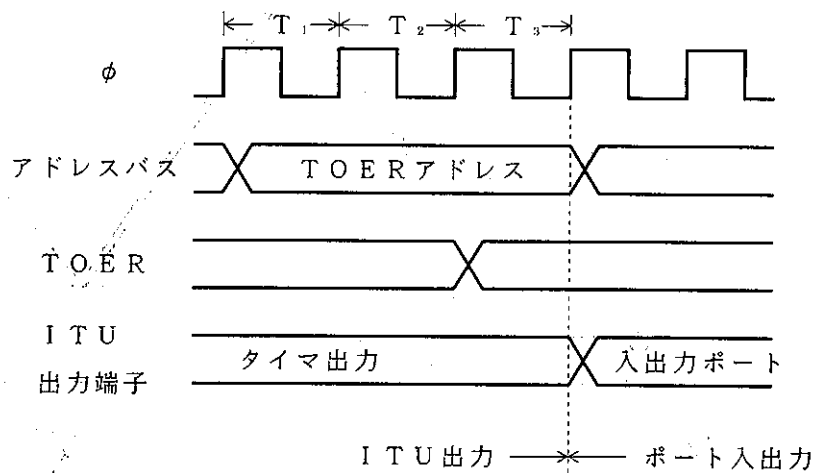 T₁ T₂ T₃
φ
アドレスバス TOERアドレス
TOER
ITU
タイマ出力 入出力ポート
出力端子
ITU出力 ポート入出力